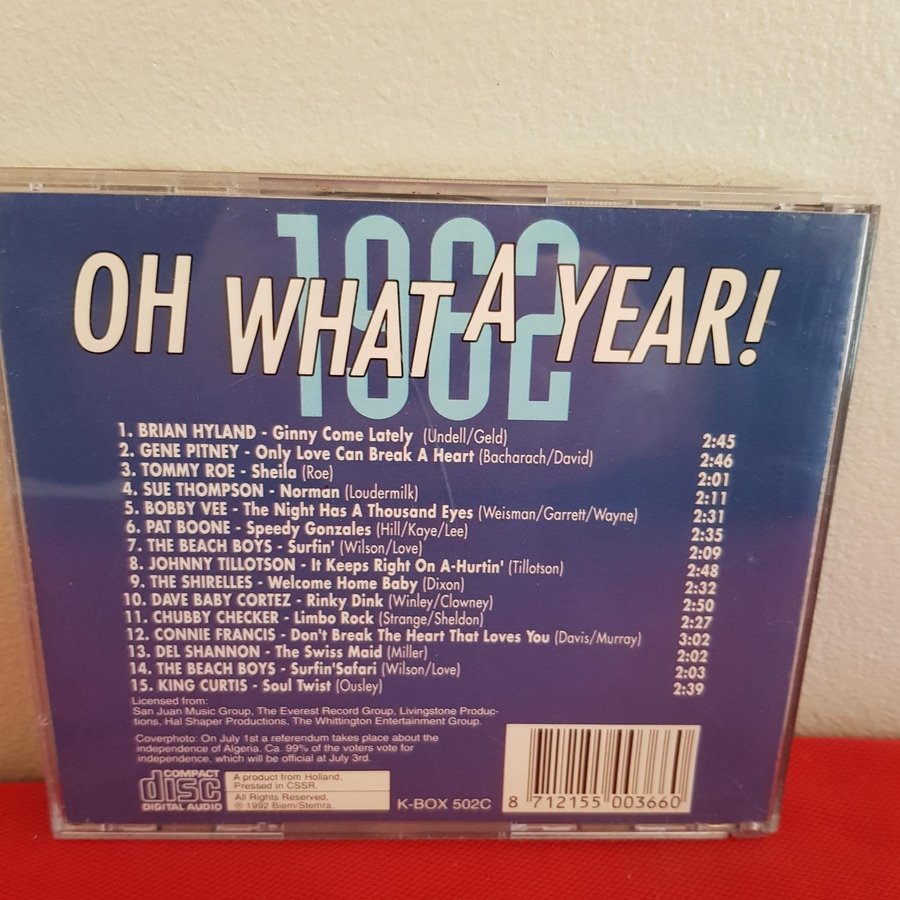 1962
OH WHAT A YEAR!
1. BRIAN HYLAND - Ginny Come Lately (Undell/Geld) 2:45
2. GENE PITNEY - Only Love Can Break A Heart (Bacharach/David) 2:46
3. TOMMY ROE - Sheila (Roe) 2:01
4. SUE THOMPSON - Norman (Loudermilk) 2:11
5. BOBBY VEE - The Night Has A Thousand Eyes (Weisman/Garrett/Wayne) 2:31
6. PAT BOONE - Speedy Gonzales (Hill/Kaye/Lee) 2:35
7. THE BEACH BOYS - Surfin' (Wilson/Love) 2:09
8. JOHNNY TILLOTSON - It Keeps Right On A-Hurtin' (Tillotson) 2:48
9. THE SHIRELLES - Welcome Home Baby (Dixon) 2:32
10. DAVE BABY CORTEZ - Rinky Dink (Winley/Clowney) 2:50
11. CHUBBY CHECKER - Limbo Rock (Strange/Sheldon) 2:27
12. CONNIE FRANCIS - Don't Break The Heart That Loves You (Davis/Murray) 3:02
13. DEL SHANNON - The Swiss Maid (Miller) 2:02
14. THE BEACH BOYS - Surfin'Safari (Wilson/Love) 2:03
15. KING CURTIS - Soul Twist (Ousley) 2:39
Licensed from:
San Juan Music Group, The Everest Record Group, Livingstone Produc-
tions, Hal Shaper Productions, The Whittington Entertainment Group.
Coverphoto: On July 1st a referendum takes place about the
independence of Algeria. Ca. 99% of the voters vote for
independence, which will be official at July 3rd.
COMPACT
disc
DIGITAL AUDIO
A product from Holland.
Pressed in CSSR.
All Rights Reserved.
℗ 1992 Biem/Stemra.
K-BOX 502C
8 712155 003660